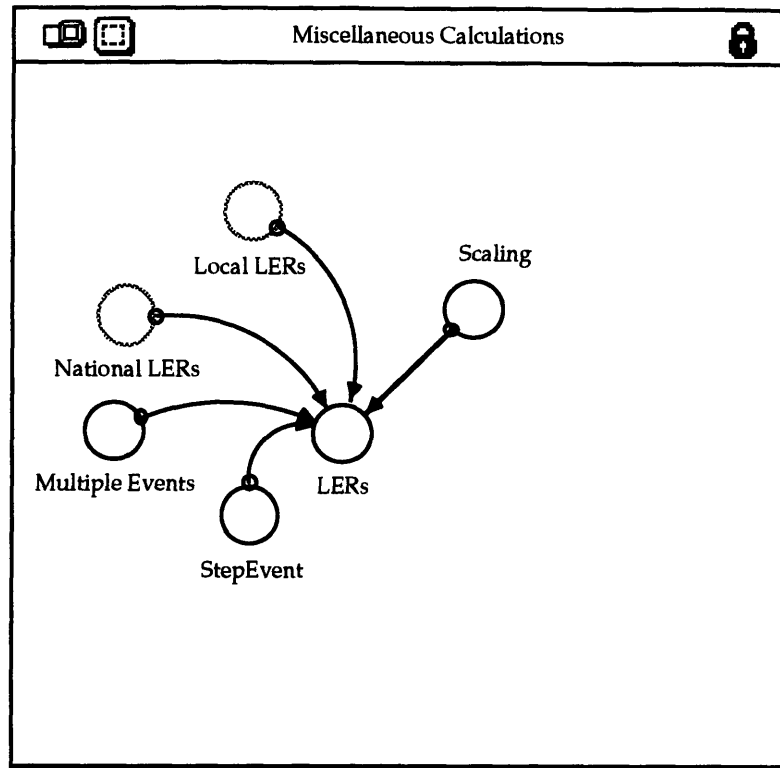 Miscellaneous Calculations
Local LERs
Scaling
National LERs
Multiple Events
LERs
StepEvent